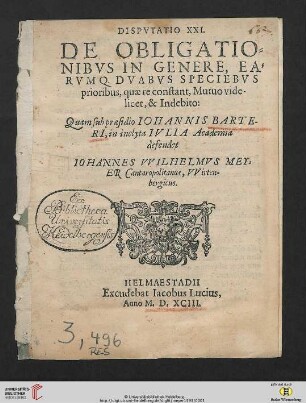 DISPVTATIO XXI.
DE OBLIGATIO-
NIBVS IN GENERE, EA-
RVMQ DVABVS SPECIEBVS
prioribus, quæ re constant, Mutuo vide-
licet, & Indebito:
Quam sub præsidio IOHANNIS BARTE-
RI, in inclyta IVLIA Academia
defendet
IOHANNES VVILHELMVS MEY-
ER Cantaropolitanus, VVirten-
bergicus.
Ex
Bibliotheca
Universitatis
Heidelbergensis
HELMAESTADII
Excudebat Iacobus Lucius,
Anno M. D. XCIII.
3, 496
RES